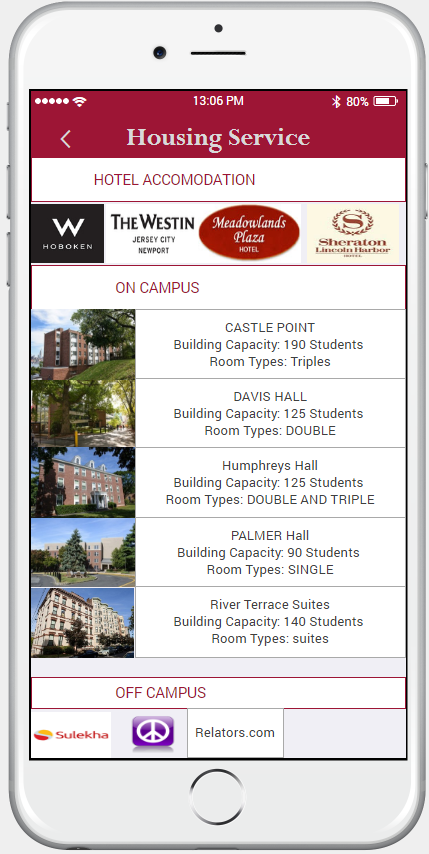 13:06 PM
80%
Housing Service
HOTEL ACCOMODATION
W
HOBOKEN
THE WESTIN
JERSEY CITY
NEWPORT
Meadowlands
Plaza
HOTEL
S
Sheraton
Lincoln Harbor
HOTEL
ON CAMPUS
CASTLE POINT
Building Capacity: 190 Students
Room Types: Triples
DAVIS HALL
Building Capacity: 125 Students
Room Types: DOUBLE
Humphreys Hall
Building Capacity: 125 Students
Room Types: DOUBLE AND TRIPLE
PALMER Hall
Building Capacity: 90 Students
Room Types: SINGLE
River Terrace Suites
Building Capacity: 140 Students
Room Types: suites
OFF CAMPUS
Sulekha
Relators.com